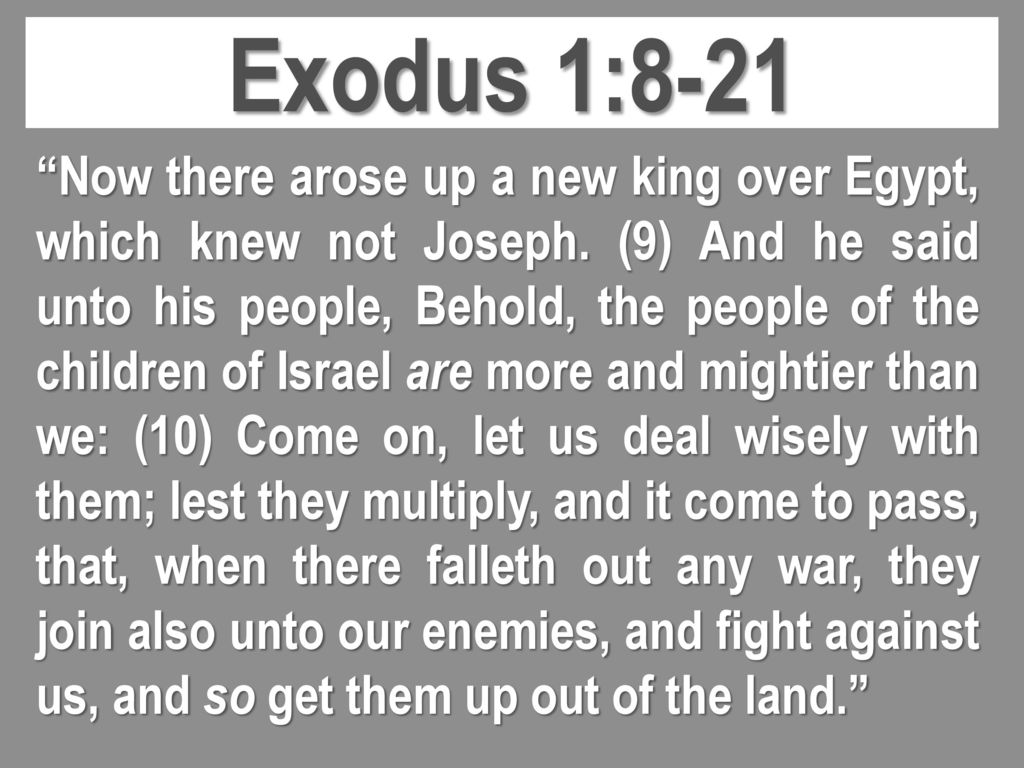 Exodus 1:8-21
“Now there arose up a new king over Egypt,
which knew not Joseph. (9) And he said
unto his people, Behold, the people of the
children of Israel are more and mightier than
we: (10) Come on, let us deal wisely with
them; lest they multiply, and it come to pass,
that, when there falleth out any war, they
join also unto our enemies, and fight against
us, and so get them up out of the land.”